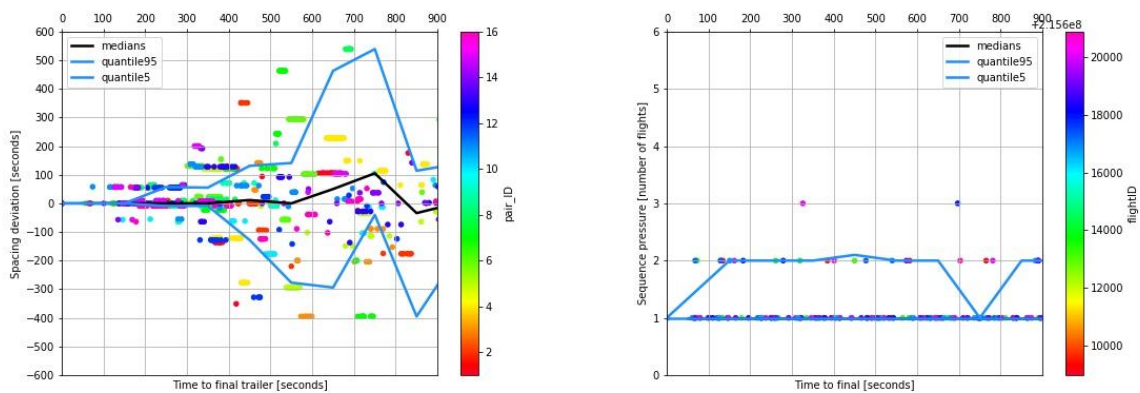 0 100 200 300 400 500 600 700 800 900
600
500
400
300
200
100
0
−100
−200
−300
−400
−500
−600
Spacing deviation [seconds]
medians
quantile95
quantile5
Time to final trailer [seconds]
16
14
12
10
8
6
4
2
pair_ID
0 100 200 300 400 500 600 700 800 900
+2.156e8
6
5
4
3
2
1
0
Sequence pressure [number of flights]
medians
quantile95
quantile5
Time to final [seconds]
20000
18000
16000
14000
12000
10000
flightID